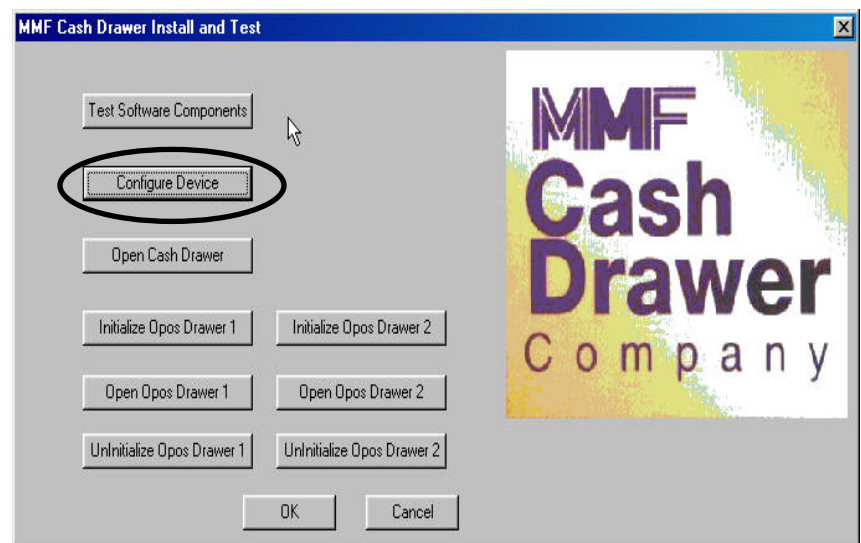 MMF Cash Drawer Install and Test
Test Software Components
Configure Device
Open Cash Drawer
Initialize Opos Drawer 1
Initialize Opos Drawer 2
Open Opos Drawer 1
Open Opos Drawer 2
UnInitialize Opos Drawer 1
UnInitialize Opos Drawer 2
OK
Cancel
MMF
Cash
Drawer
Company